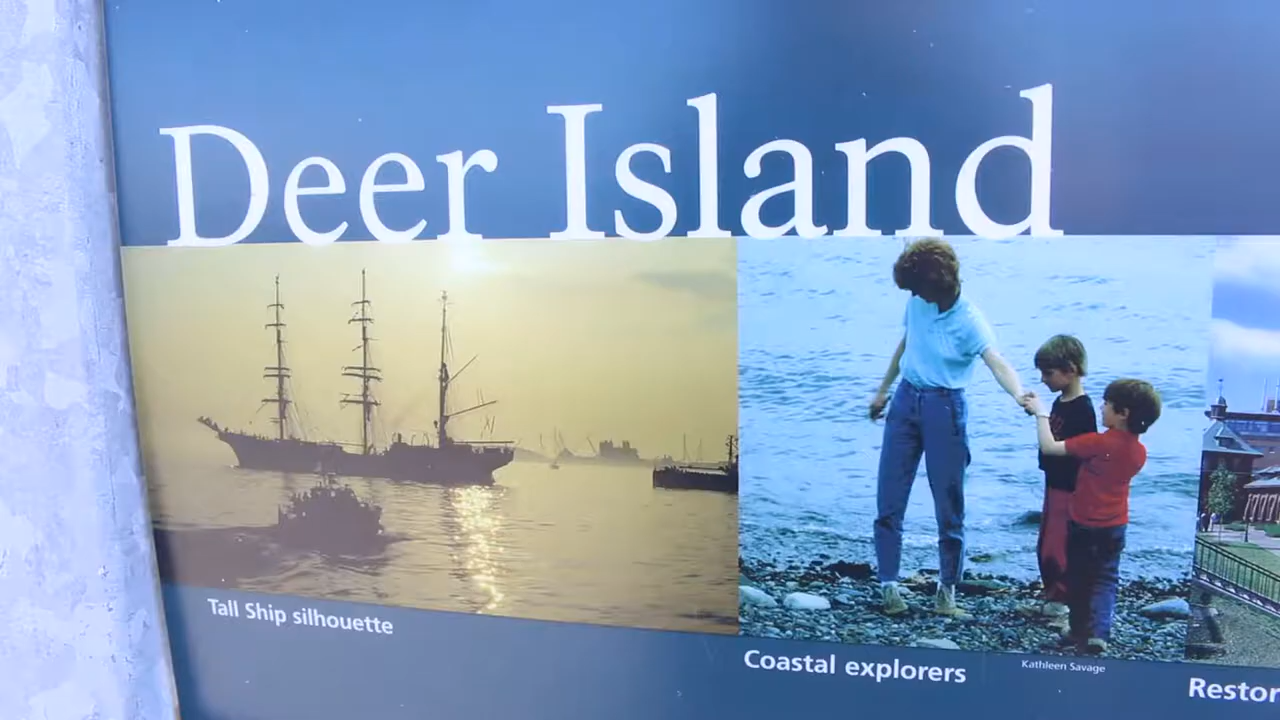 Deer Island
Tall Ship silhouette
Coastal explorers
Kathleen Savage
Restor